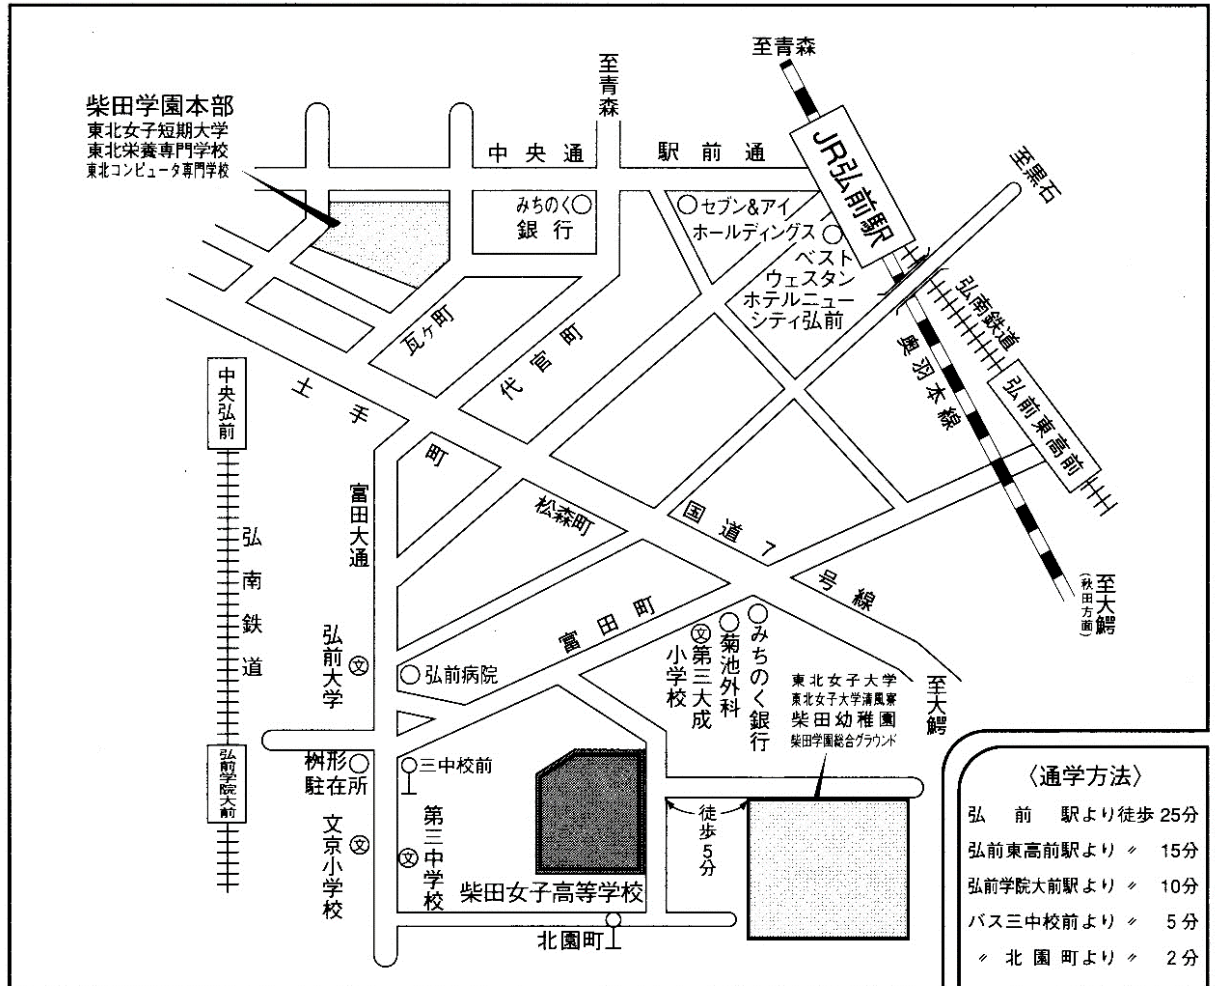 至青森
至青森
柴田学園本部
東北女子短期大学
東北栄養専門学校
東北コンピュータ専門学校
中央通
駅前通
JR弘前駅
至黒石
みちのく
銀行
セブン&アイ
ホールディングス
ベスト
ウェスタン
ホテルニュー
シティ弘前
弘南鉄道
奥羽本線
弘前東高前
瓦ヶ町
代官町
土手町
中央弘前
弘南鉄道
富田大通
松森町
国道7号線
至大鰐
(秋田方面)
富田町
弘前大学
文
弘前病院
文
第三大成
小学校
菊池外科
みちのく銀行
東北女子大学
東北女子大学清風寮
柴田幼稚園
柴田学園総合グラウンド
至大鰐
弘前学院大前
桝形
駐在所
三中校前
文京小学校
文
第三中学校
文
柴田女子高等学校
徒歩5分
北園町
〈通学方法〉
弘前駅より徒歩25分
弘前東高前駅より〃15分
弘前学院大前駅より〃10分
バス三中校前より〃5分
〃北園町より〃2分